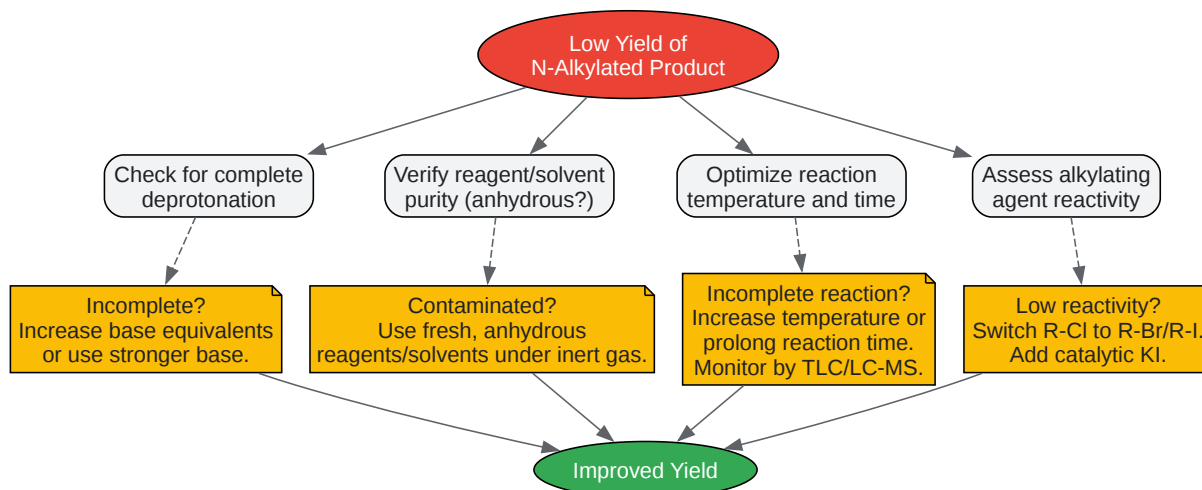 Low Yield of
N-Alkylated Product
Check for complete
deprotonation
Verify reagent/solvent
purity (anhydrous?)
Optimize reaction
temperature and time
Assess alkylating
agent reactivity
Incomplete?
Increase base equivalents
or use stronger base.
Contaminated?
Use fresh, anhydrous
reagents/solvents under inert gas.
Incomplete reaction?
Increase temperature or
prolong reaction time.
Monitor by TLC/LC-MS.
Low reactivity?
Switch R-Cl to R-Br/R-I.
Add catalytic KI.
Improved Yield